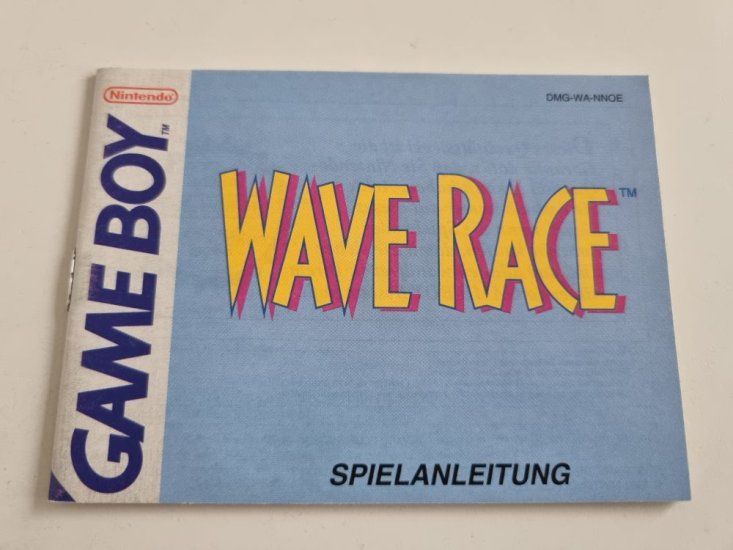 Nintendo
GAME BOY™
DMG-WA-NNOE
WAVE RACE™
SPIELANLEITUNG